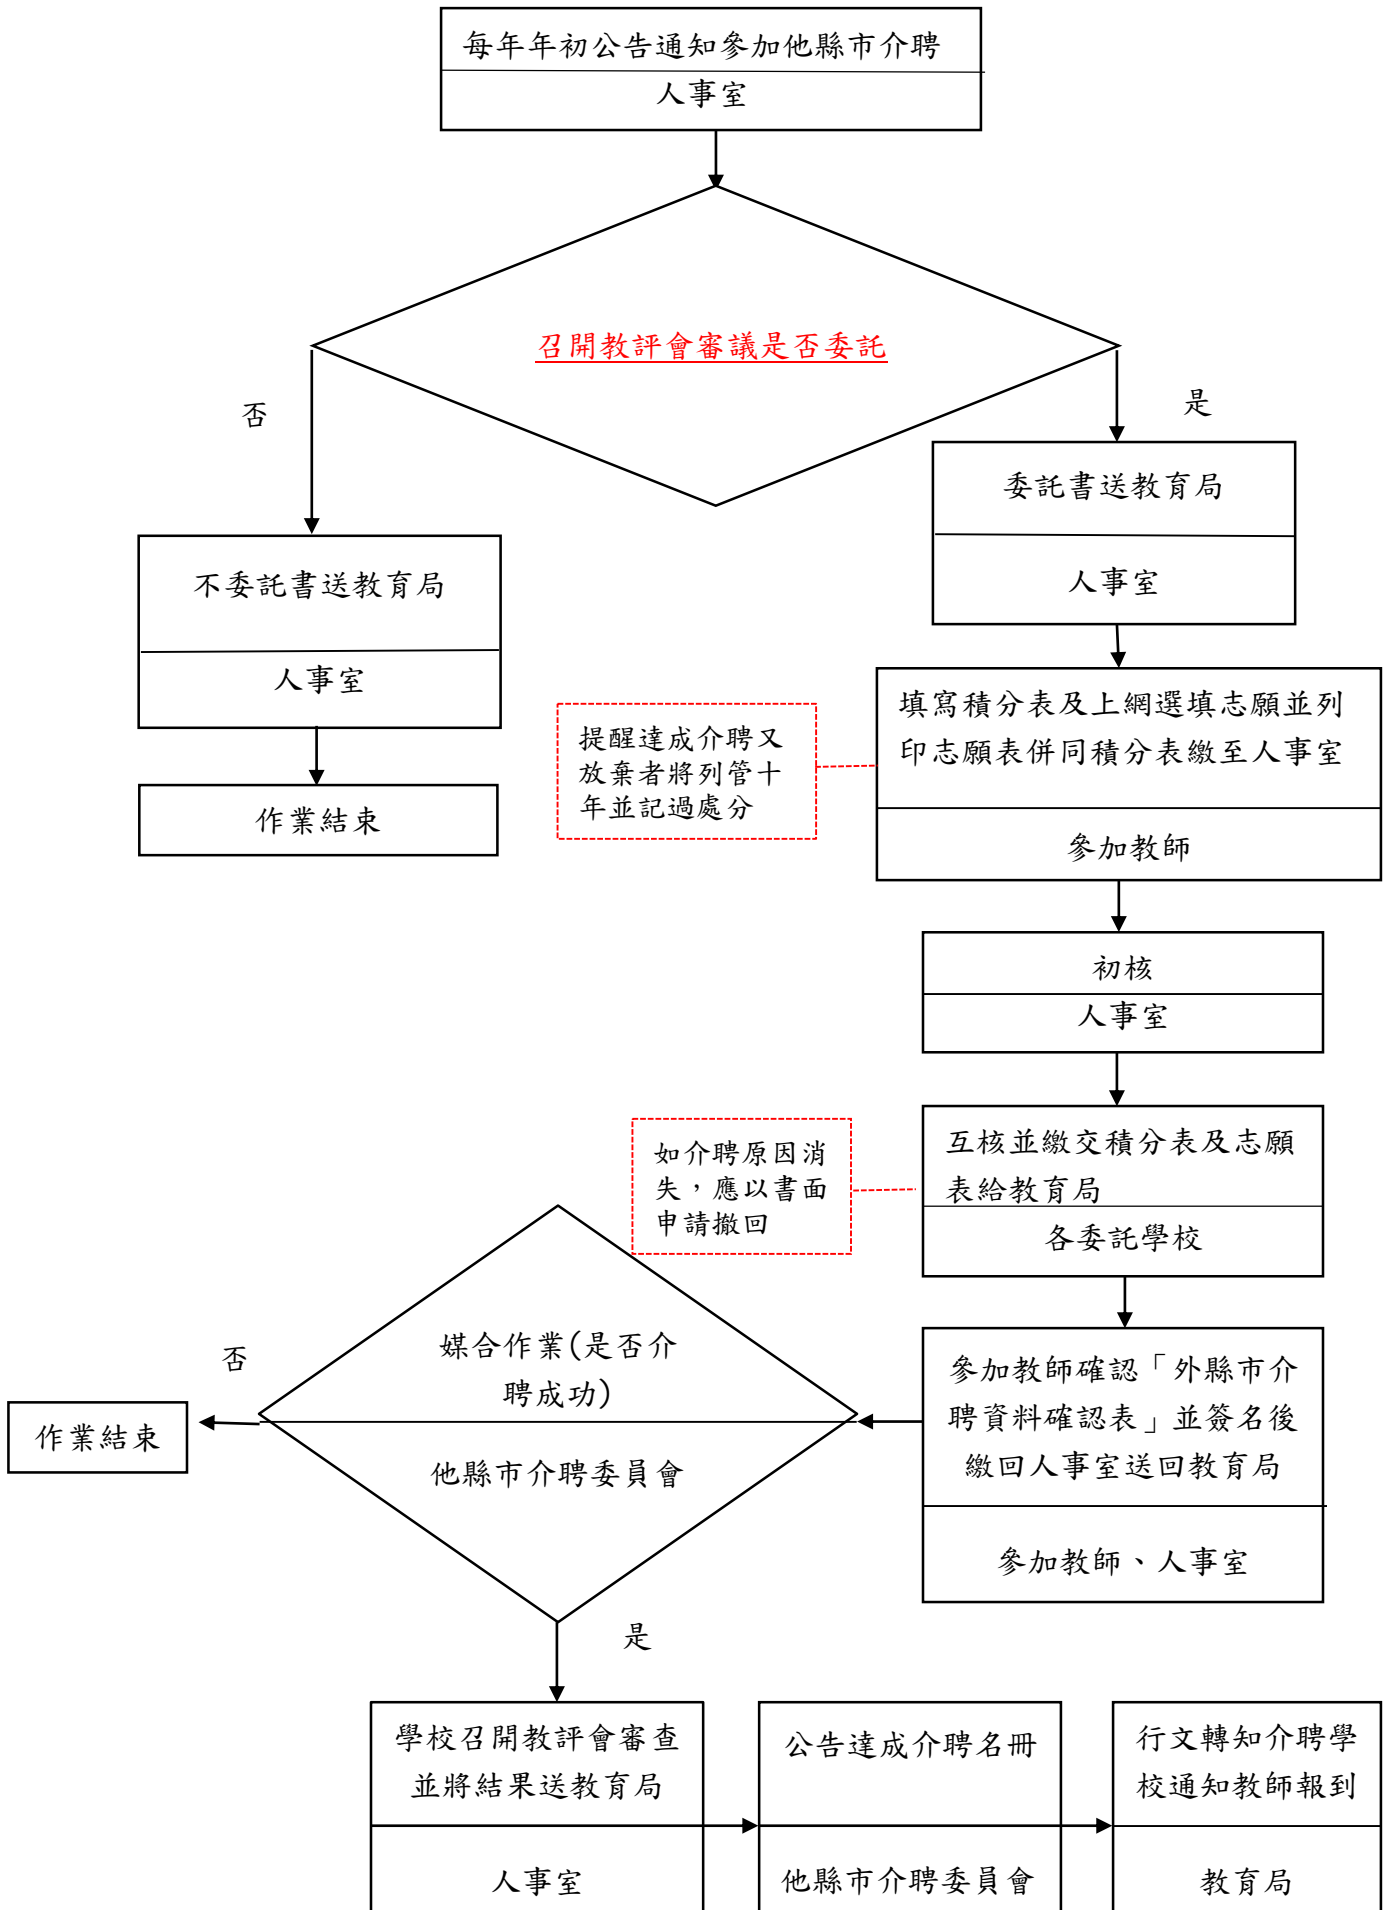 每年年初公告通知參加他縣市介聘
人事室
召開教評會審議是否委託
否
是
委託書送教育局
人事室
不委託書送教育局
人事室
作業結束
提醒達成介聘又
放棄者將列管十
年並記過處分
填寫積分表及上網選填志願並列
印志願表併同積分表繳至人事室
參加教師
初核
人事室
如介聘原因消
失，應以書面
申請撤回
互核並繳交積分表及志願
表給教育局
各委託學校
參加教師確認「外縣市介
聘資料確認表」並簽名後
繳回人事室送回教育局
參加教師、人事室
媒合作業(是否介
聘成功)
他縣市介聘委員會
否
作業結束
是
學校召開教評會審查
並將結果送教育局
人事室
公告達成介聘名冊
他縣市介聘委員會
行文轉知介聘學
校通知教師報到
教育局